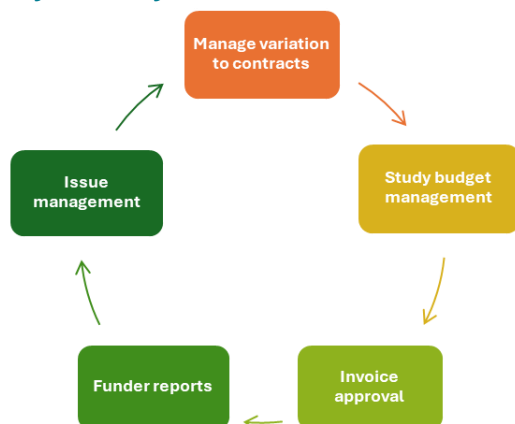 Manage variation
to contracts
Study budget
management
Invoice
approval
Funder reports
Issue
management